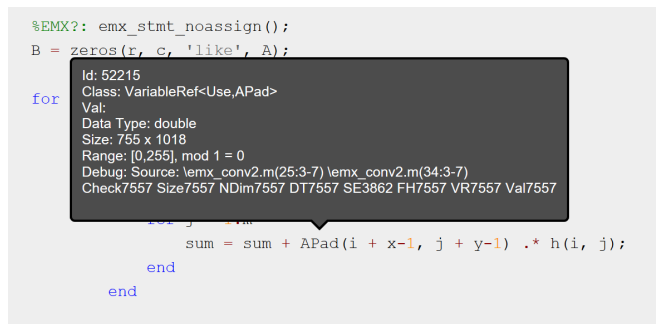 %EMX?: emx_stmt_noassign();
B = zeros(r, c, 'like', A);
Id: 52215
Class: VariableRef<Use,APad>
for
Val:
Data Type: double
Size: 755 x 1018
Range: [0,255], mod 1 = 0
Debug: Source: \emx_conv2.m(25:3-7) \emx_conv2.m(34:3-7)
Check7557 Size7557 NDim7557 DT7557 SE3862 FH7557 VR7557 Val7557
sum = sum + APad(i + x-1, j + y-1) .* h(i, j);
end
end